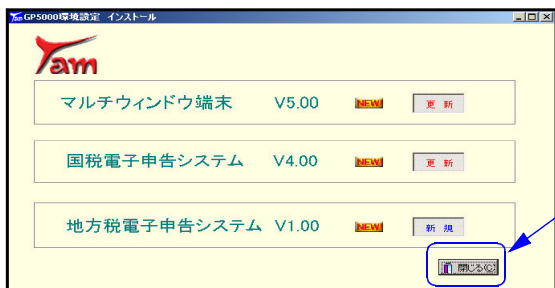 GP5000環境設定 インストール
Tam
マルチウィンドウ端末 V5.00 NEW! 更 新
国税電子申告システム V4.00 NEW! 更 新
地方税電子申告システム V1.00 NEW! 新 規
閉じる(C)